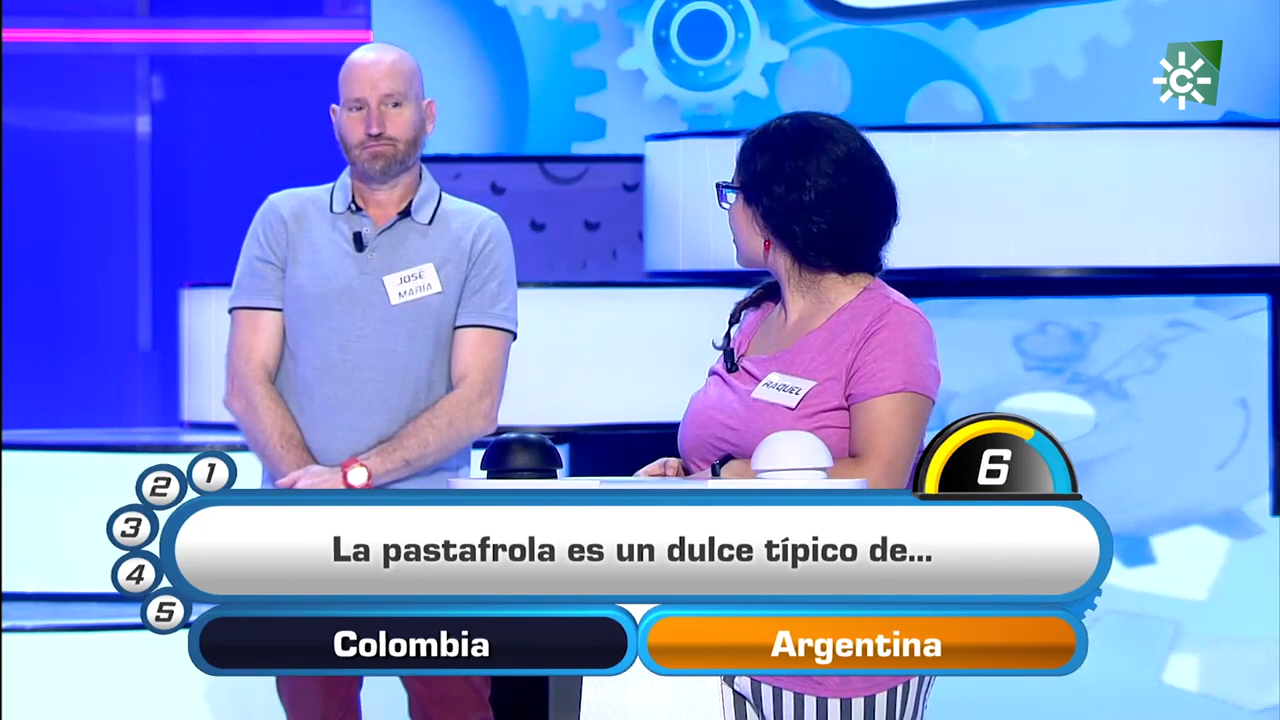 C
JOSÉ
MARÍA
RAQUEL
6
1
2
3
4
5
La pastafrola es un dulce típico de...
Colombia
Argentina